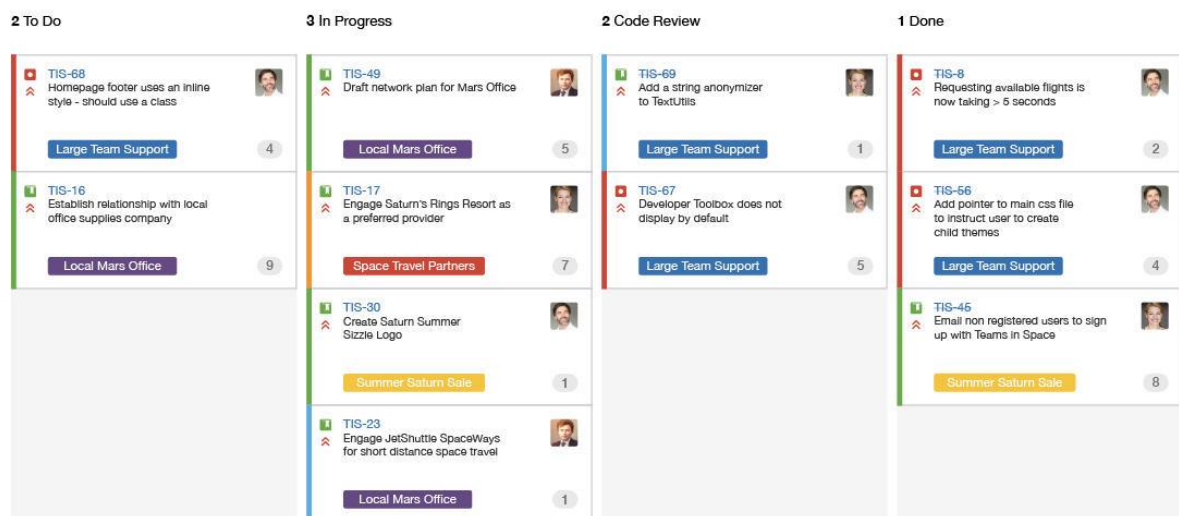 2 To Do
TIS-68
Homepage footer uses an inline
style - should use a class
Large Team Support
4
TIS-16
Establish relationship with local
office supplies company
Local Mars Office
9
3 In Progress
TIS-49
Draft network plan for Mars Office
Local Mars Office
5
TIS-17
Engage Saturn's Rings Resort as
a preferred provider
Space Travel Partners
7
TIS-30
Create Saturn Summer
Sizzle Logo
Summer Saturn Sale
1
TIS-23
Engage JetShuttle SpaceWays
for short distance space travel
Local Mars Office
1
2 Code Review
TIS-69
Add a string anonymizer
to TextUtils
Large Team Support
1
TIS-67
Developer Toolbox does not
display by default
Large Team Support
5
1 Done
TIS-8
Requesting available flights is
now taking > 5 seconds
Large Team Support
2
TIS-56
Add pointer to main css file
to instruct user to create
child themes
Large Team Support
4
TIS-45
Email non registered users to sign
up with Teams in Space
Summer Saturn Sale
8